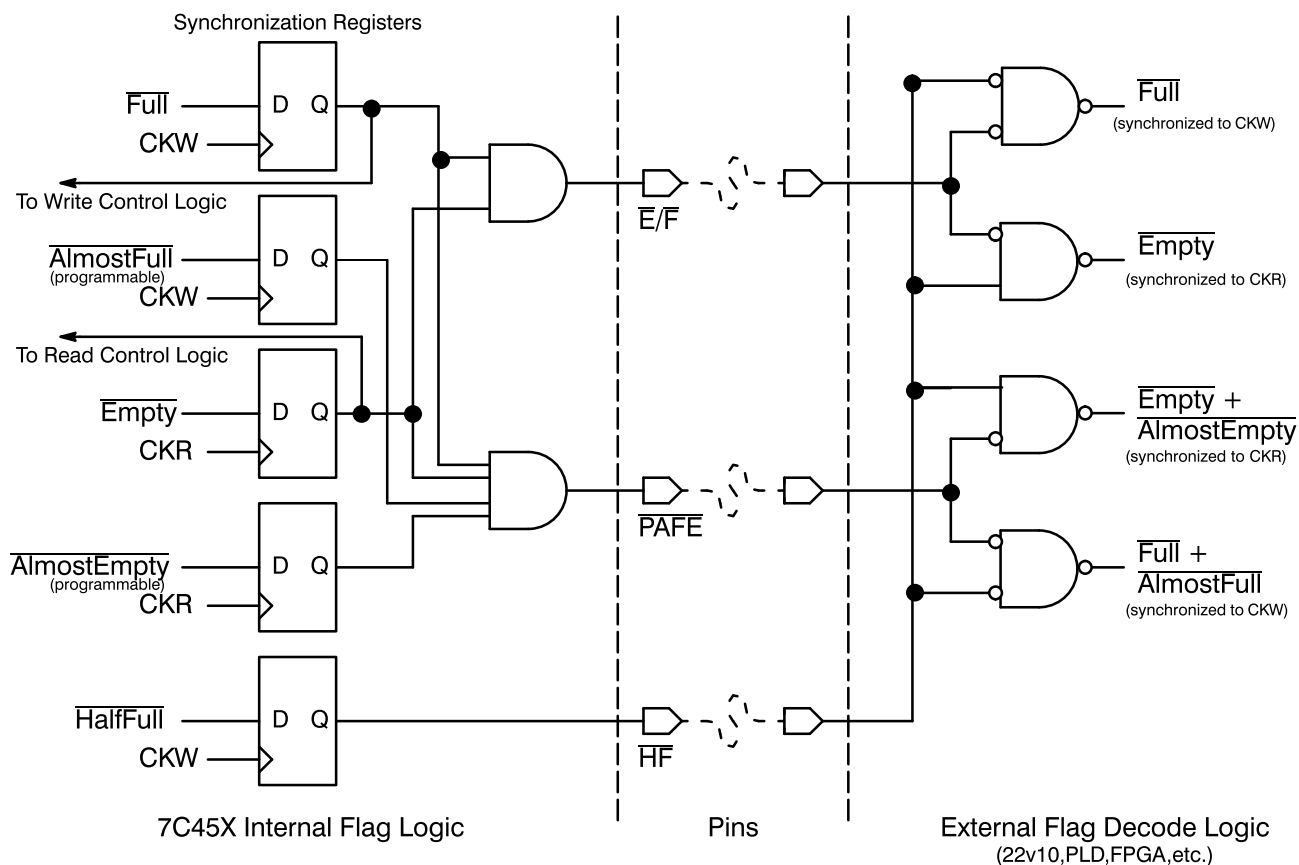 Synchronization Registers
Full
D Q
CKW
To Write Control Logic
AlmostFull
(programmable)
D Q
CKW
To Read Control Logic
Empty
D Q
CKR
AlmostEmpty
(programmable)
D Q
CKR
HalfFull
D Q
CKW
7C45X Internal Flag Logic
E/F
PAFE
HF
Pins
Full
(synchronized to CKW)
Empty
(synchronized to CKR)
Empty +
AlmostEmpty
(synchronized to CKR)
Full +
AlmostFull
(synchronized to CKW)
External Flag Decode Logic
(22v10,PLD,FPGA,etc.)